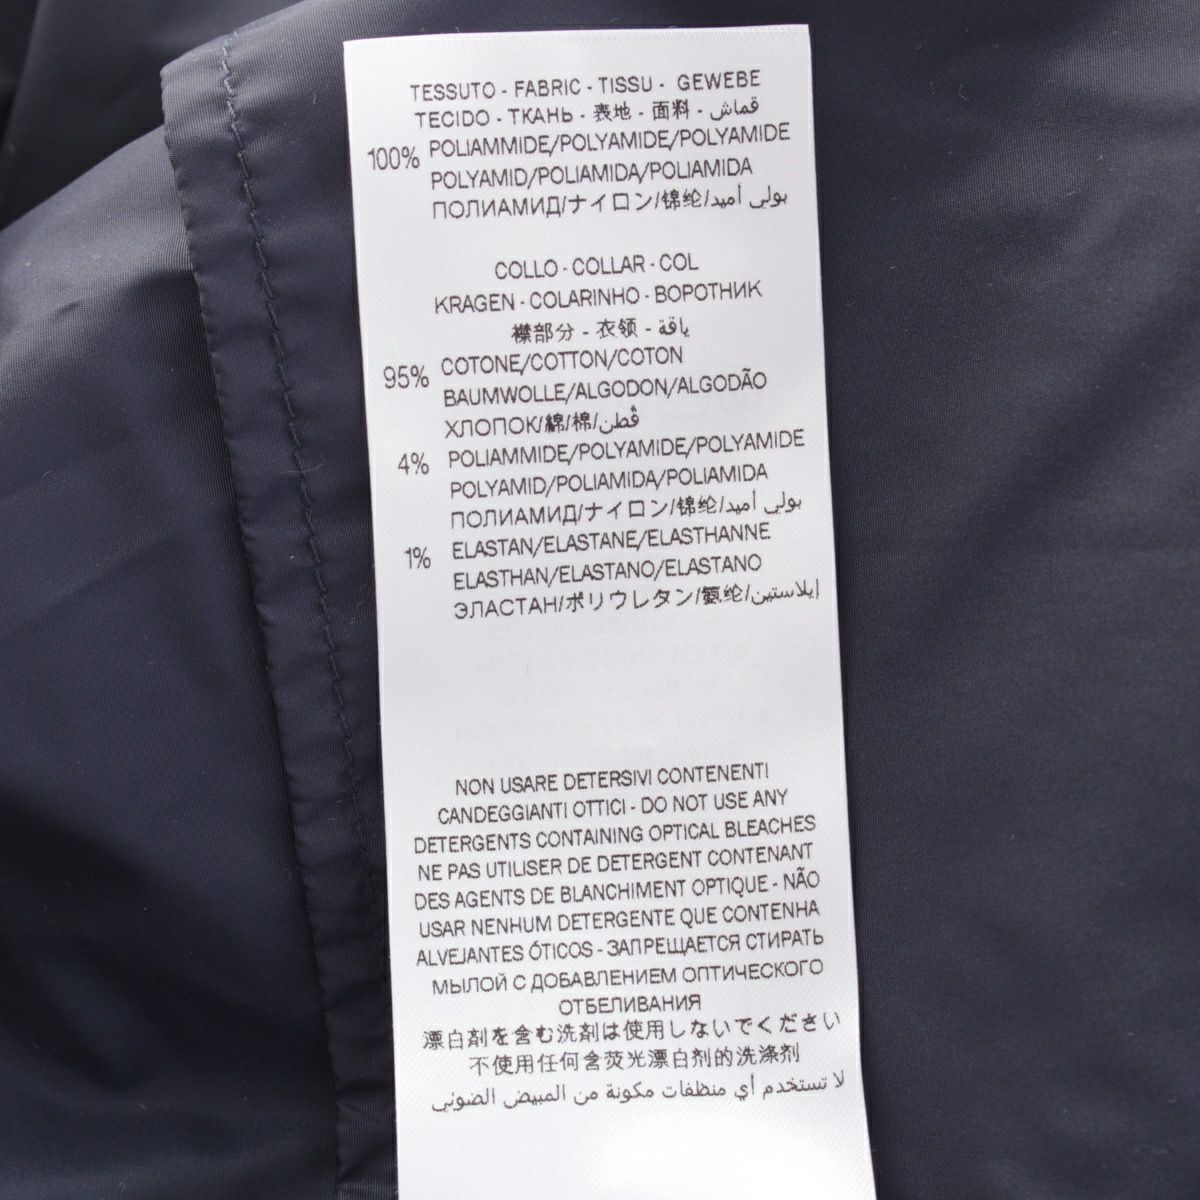 TESSUTO - FABRIC - TISSU - GEWEBE
TECIDO - ТКАНЬ - 表地 - 面料 - قماش
100% POLIAMMIDE/POLYAMIDE/POLYAMIDE
POLYAMID/POLIAMIDA/POLIAMIDA
ПОЛИАМИД/ナイロン/锦纶/بولي أميد
COLLO - COLLAR - COL
KRAGEN - COLARINHO - ВОРОТНИК
襟部分 - 衣领 - ياقة
95% COTONE/COTTON/COTON
BAUMWOLLE/ALGODON/ALGODÃO
ХЛОПОК/綿/棉/قطن
4% POLIAMMIDE/POLYAMIDE/POLYAMIDE
POLYAMID/POLIAMIDA/POLIAMIDA
ПОЛИАМИД/ナイロン/锦纶/بولي أميد
1% ELASTAN/ELASTANE/ELASTHANNE
ELASTHAN/ELASTANO/ELASTANO
ЭЛАСТАН/ポリウレタン/氨纶/إيلاستين
NON USARE DETERSIVI CONTENENTI
CANDEGGIANTI OTTICI - DO NOT USE ANY
DETERGENTS CONTAINING OPTICAL BLEACHES
NE PAS UTILISER DE DETERGENT CONTENANT
DES AGENTS DE BLANCHIMENT OPTIQUE - NÃO
USAR NENHUM DETERGENTE QUE CONTENHA
ALVEJANTES ÓTICOS - ЗАПРЕЩАЕТСЯ СТИРАТЬ
МЫЛОЙ С ДОБАВЛЕНИЕМ ОПТИЧЕСКОГО
ОТБЕЛИВАНИЯ
漂白剤を含む洗剤は使用しないでください
不使用任何含荧光漂白剂的洗涤剂
لا تستخدم أي منظفات مكونة من المبيض الضوئي